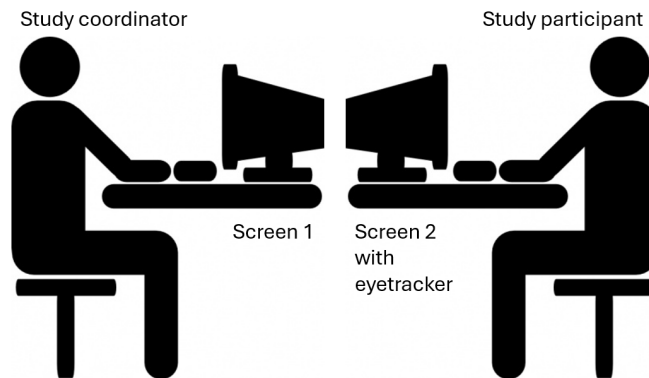 Study coordinator
Study participant
Screen 1
Screen 2
with
eyetracker